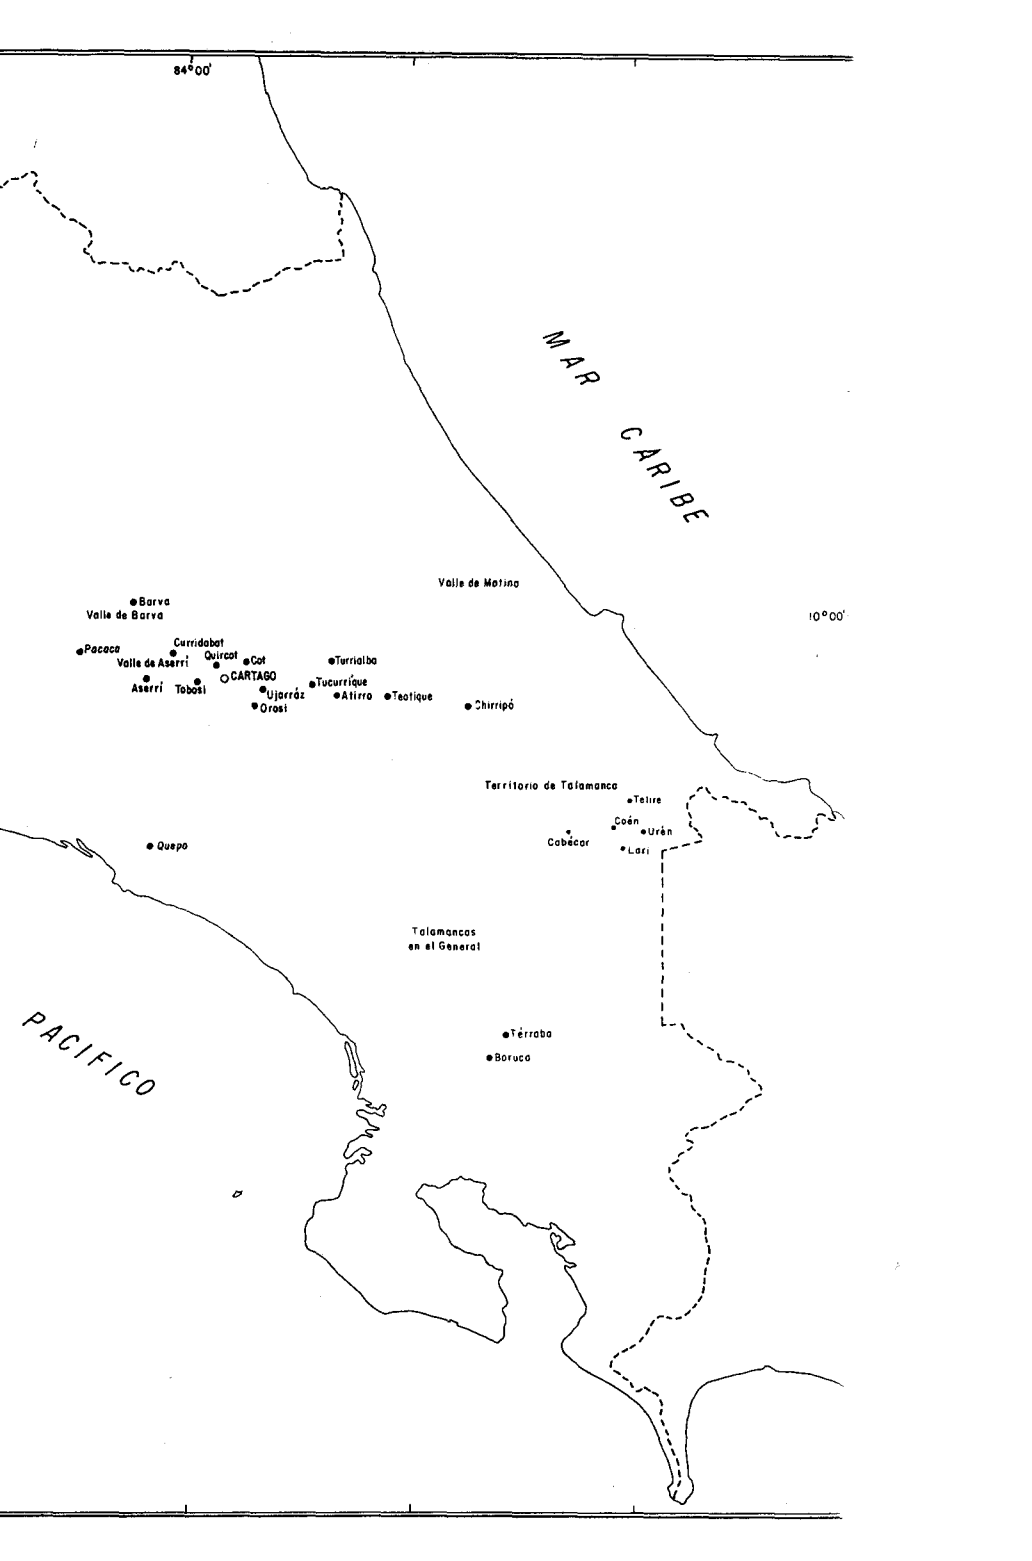 84°00'
MAR CARIBE
Valle de Matina
Barva
Valle de Barva
10°00'
Curridabat
Pacaca
Quircot
Cot
Turrialba
Valle de Aserrí
CARTAGO
Tucurrique
Aserrí
Tobosi
Ujarráz
Atirro
Teotique
Orosi
Chirripó
Territorio de Talamanca
Telire
Coén
Urén
Cabécar
Lari
Quepo
Talamancas
en el General
PACIFICO
Térraba
Boruca